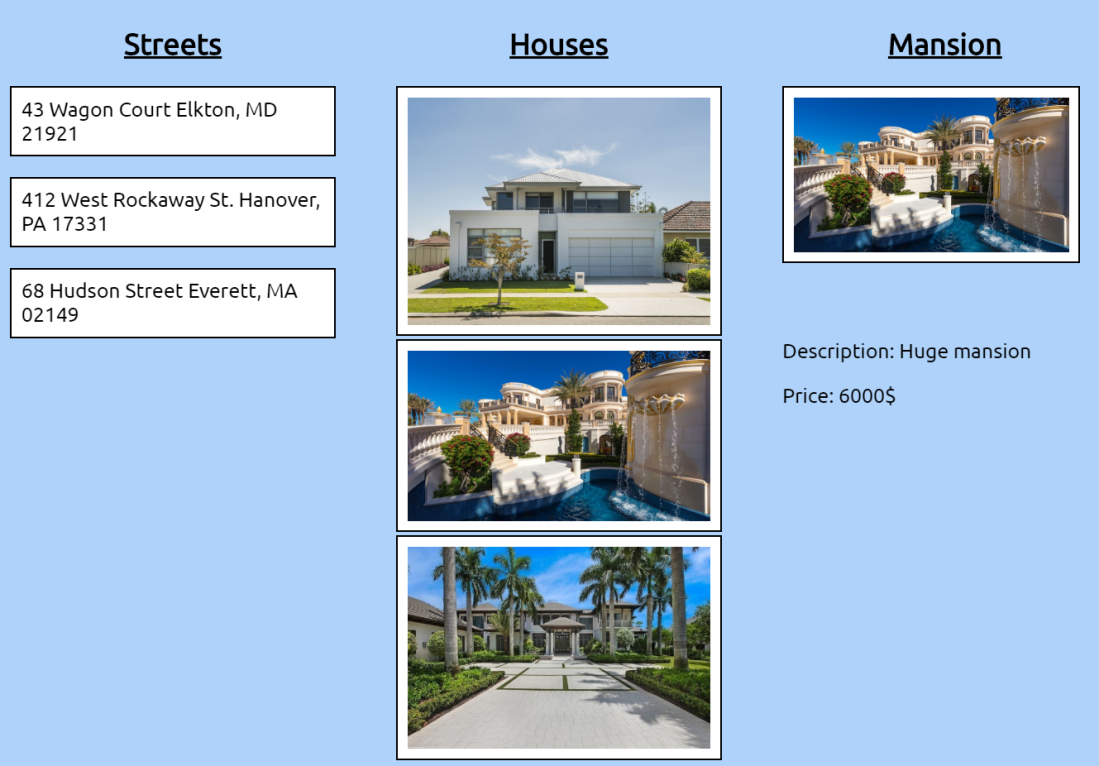 Streets
43 Wagon Court Elkton, MD
21921
412 West Rockaway St. Hanover,
PA 17331
68 Hudson Street Everett, MA
02149
Houses
Mansion
Description: Huge mansion
Price: 6000$